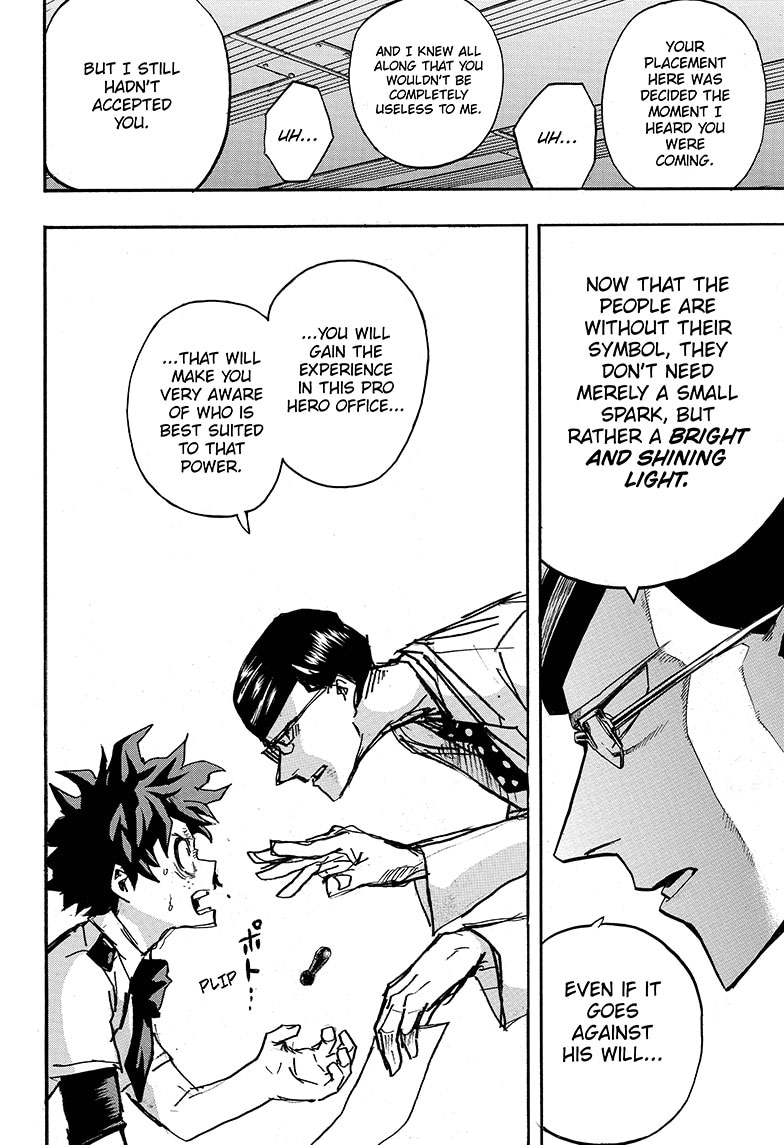 YOUR
PLACEMENT
HERE WAS
DECIDED THE
MOMENT I
HEARD YOU
WERE
COMING.
UH...
AND I KNEW ALL
ALONG THAT YOU
WOULDN'T BE
COMPLETELY
USELESS TO ME.
UH...
BUT I STILL
HADN'T
ACCEPTED
YOU.
NOW THAT THE
PEOPLE ARE
WITHOUT THEIR
SYMBOL, THEY
DON'T NEED
MERELY A SMALL
SPARK, BUT
RATHER A BRIGHT
AND SHINING
LIGHT.
EVEN IF IT
GOES
AGAINST
HIS WILL...
...YOU WILL
GAIN THE
EXPERIENCE
IN THIS PRO
HERO OFFICE...
...THAT WILL
MAKE YOU
VERY AWARE
OF WHO IS
BEST SUITED
TO THAT
POWER.
ポト...
PLIP